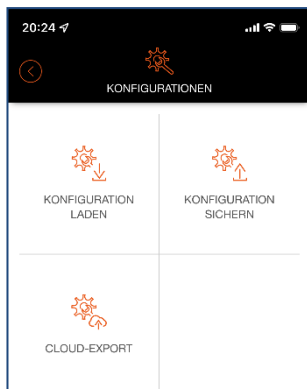 20:24
KONFIGURATIONEN
KONFIGURATION
LADEN
KONFIGURATION
SICHERN
CLOUD-EXPORT